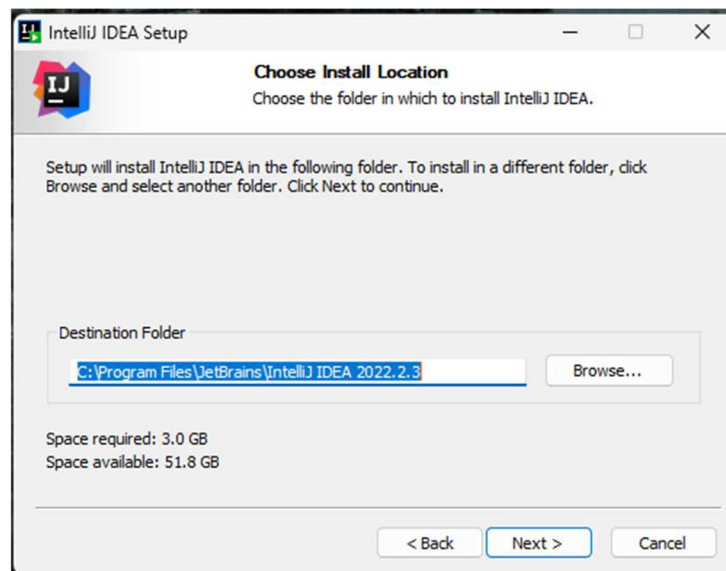 IntelliJ IDEA Setup
IJ
Choose Install Location
Choose the folder in which to install IntelliJ IDEA.
Setup will install IntelliJ IDEA in the following folder. To install in a different folder, click
Browse and select another folder. Click Next to continue.
Destination Folder
C:\Program Files\JetBrains\IntelliJ IDEA 2022.2.3
Browse...
Space required: 3.0 GB
Space available: 51.8 GB
< Back
Next >
Cancel